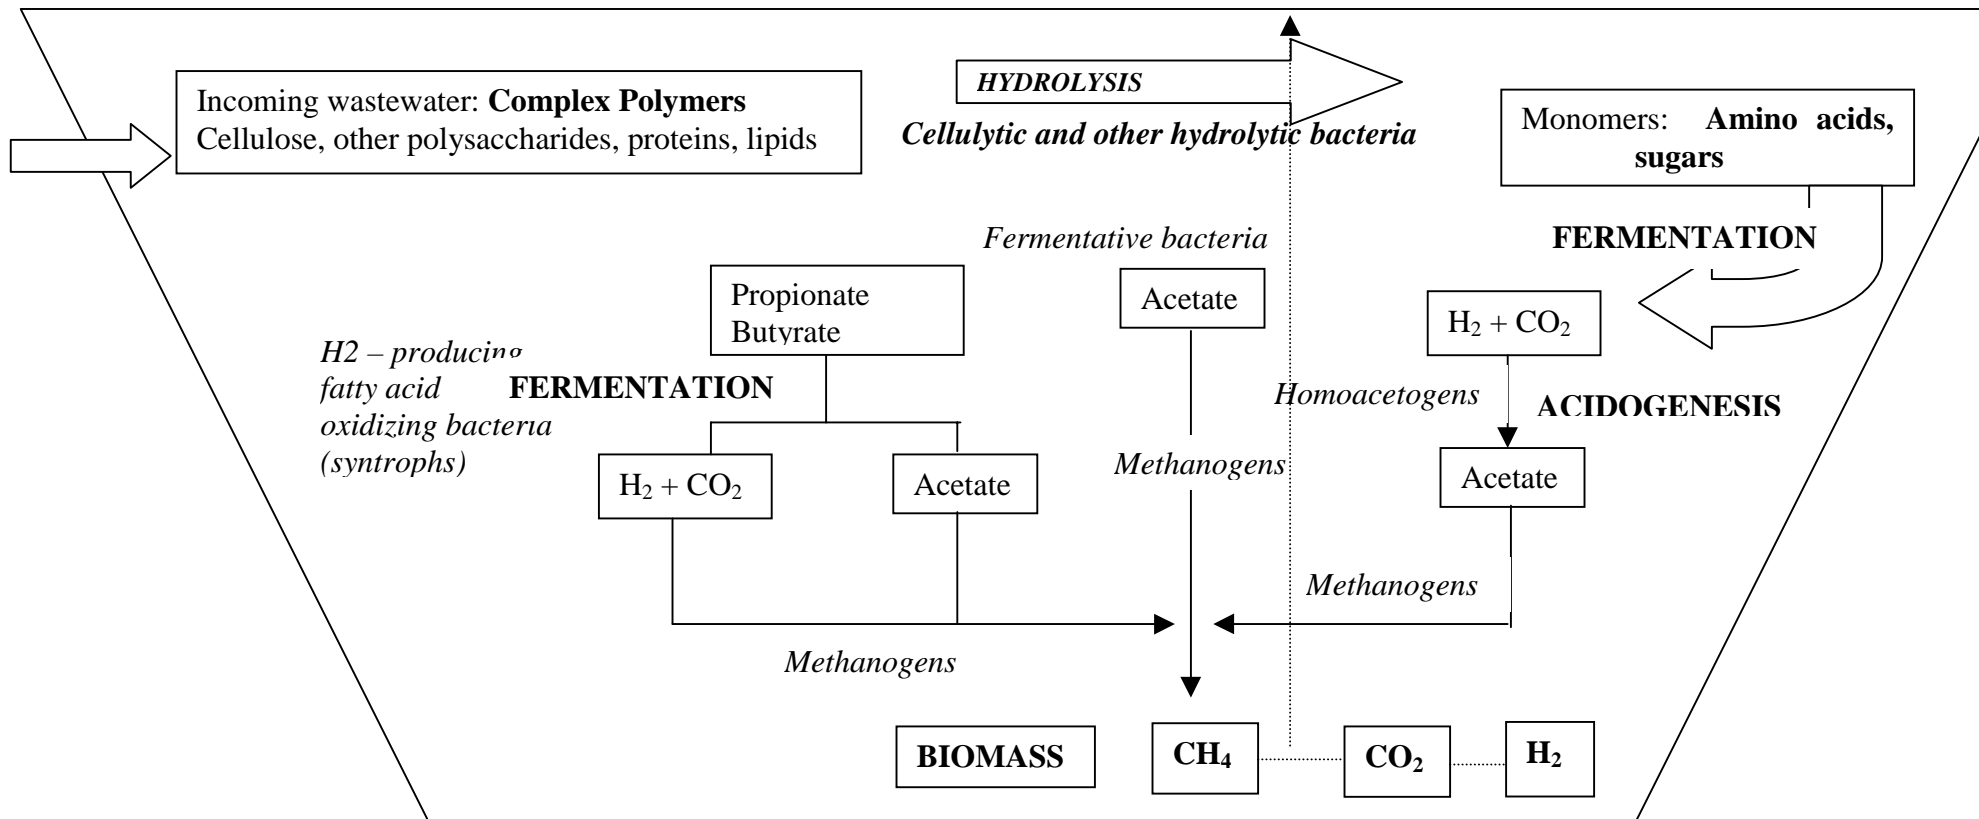 Incoming wastewater: Complex Polymers
Cellulose, other polysaccharides, proteins, lipids
HYDROLYSIS
Cellulytic and other hydrolytic bacteria
Monomers: Amino acids,
sugars
FERMENTATION
Fermentative bacteria
Propionate
Butyrate
Acetate
H₂ + CO₂
H2 – producing
fatty acid
oxidizing bacteria
(syntrophs)
FERMENTATION
Homoacetogens
ACIDOGENESIS
H₂ + CO₂
Acetate
Methanogens
Acetate
Methanogens
Methanogens
BIOMASS
CH₄
CO₂
H₂